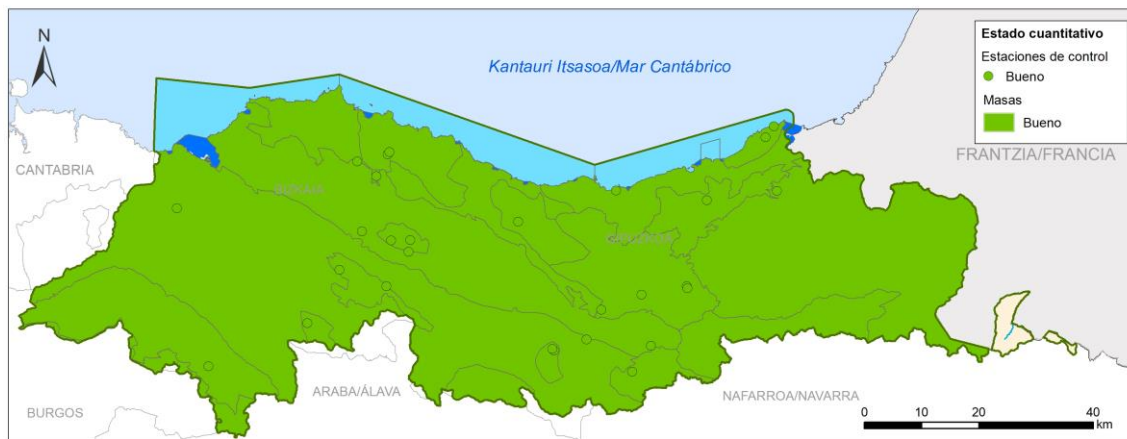 N
Kantauri Itsasoa/Mar Cantábrico
Estado cuantitativo
Estaciones de control
Bueno
Masas
Bueno
CANTABRIA
FRANTZIA/FRANCIA
BIZKAIA
GIPUZKOA
ARABA/ÁLAVA
NAFARROA/NAVARRA
BURGOS
0 10 20 40
km